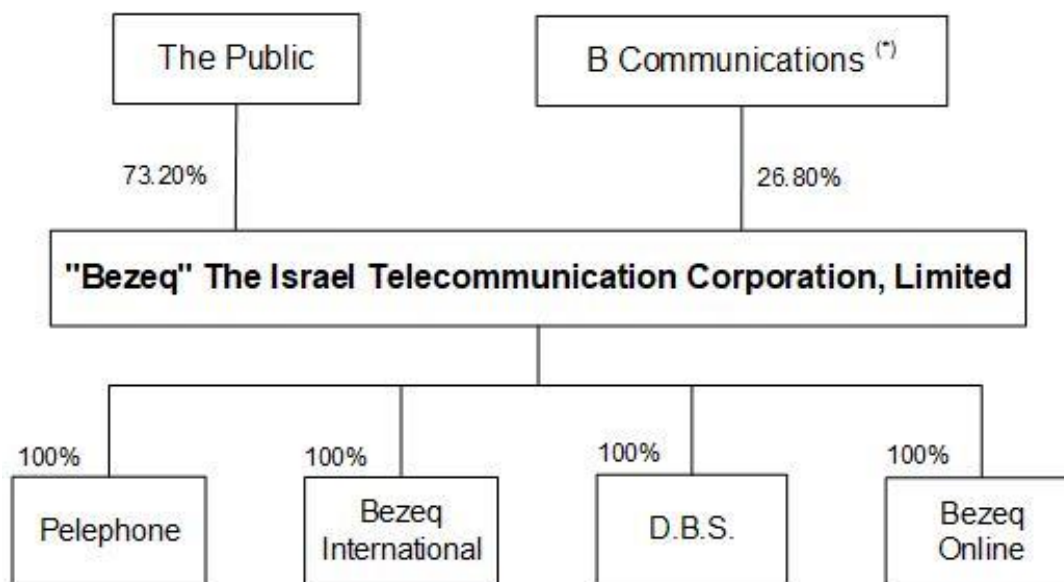 The Public
B Communications (*)
73.20%
26.80%
"Bezeq" The Israel Telecommunication Corporation, Limited
100%
100%
100%
100%
Pelephone
Bezeq
International
D.B.S.
Bezeq
Online